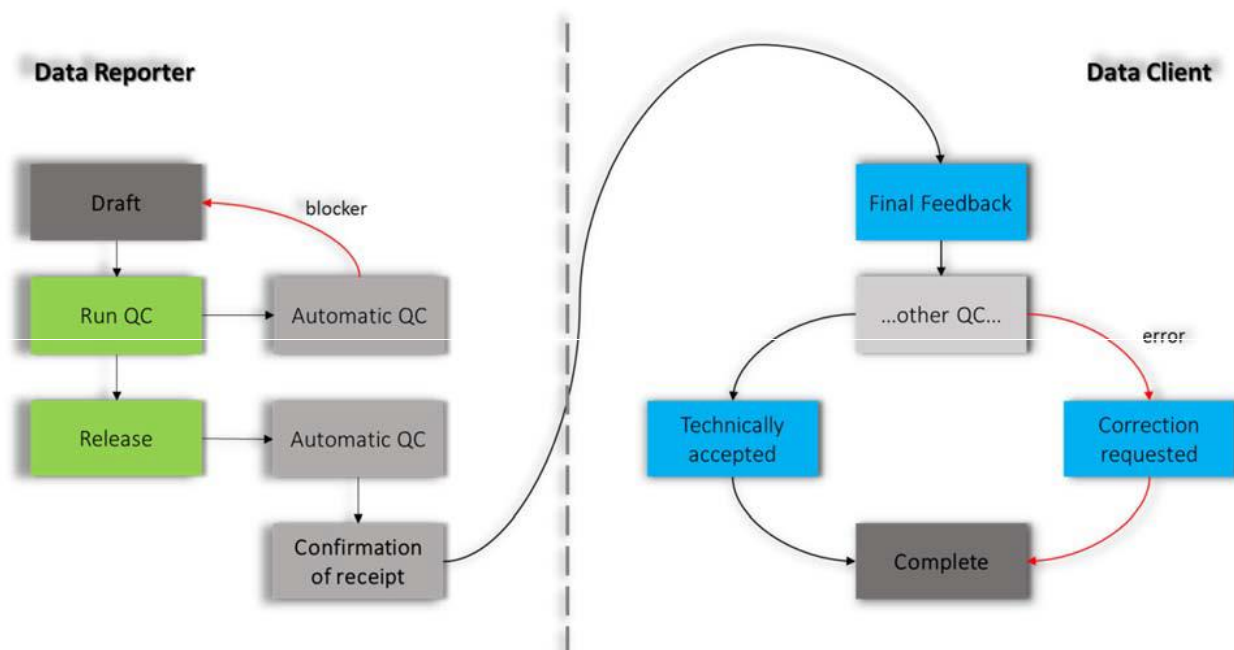 Data Reporter
Data Client
Draft
blocker
Final Feedback
Run QC
Automatic QC
...other QC...
error
Release
Automatic QC
Technically
accepted
Correction
requested
Confirmation
of receipt
Complete